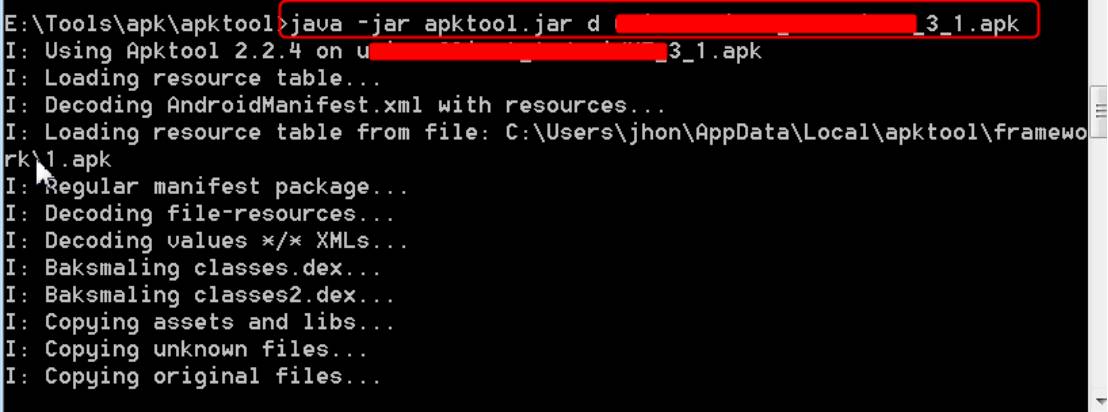 E:\Tools\apk\apktool>java -jar apktool.jar d _3_1.apk
I: Using Apktool 2.2.4 on u _3_1.apk
I: Loading resource table...
I: Decoding AndroidManifest.xml with resources...
I: Loading resource table from file: C:\Users\jhon\AppData\Local\apktool\framewo
rk\1.apk
I: Regular manifest package...
I: Decoding file-resources...
I: Decoding values */* XMLs...
I: Baksmaling classes.dex...
I: Baksmaling classes2.dex...
I: Copying assets and libs...
I: Copying unknown files...
I: Copying original files...